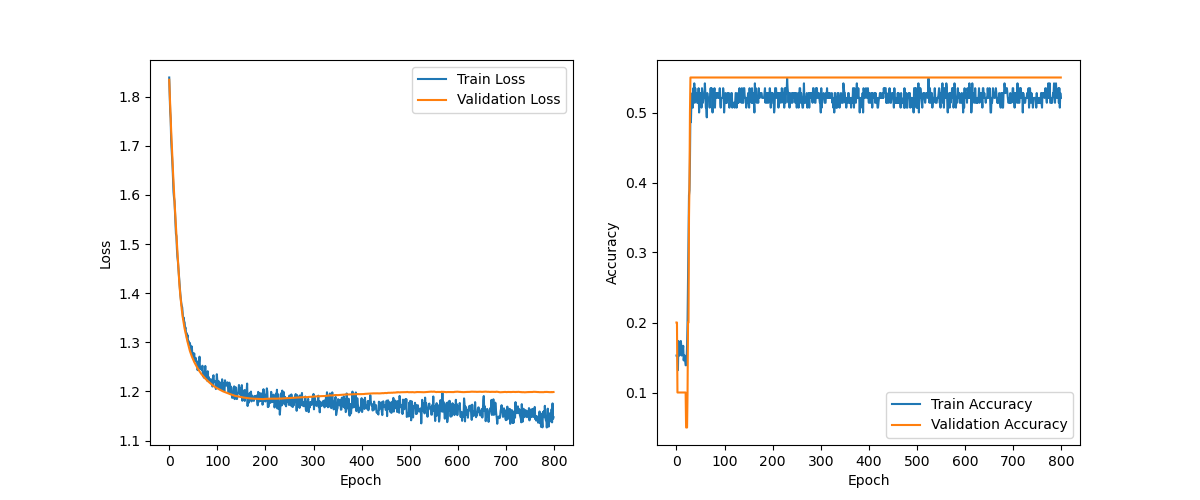 Train Loss
Validation Loss
1.8
1.7
1.6
1.5
1.4
1.3
1.2
1.1
Loss
0 100 200 300 400 500 600 700 800
Epoch
0.5
0.4
0.3
0.2
0.1
Accuracy
Train Accuracy
Validation Accuracy
0 100 200 300 400 500 600 700 800
Epoch